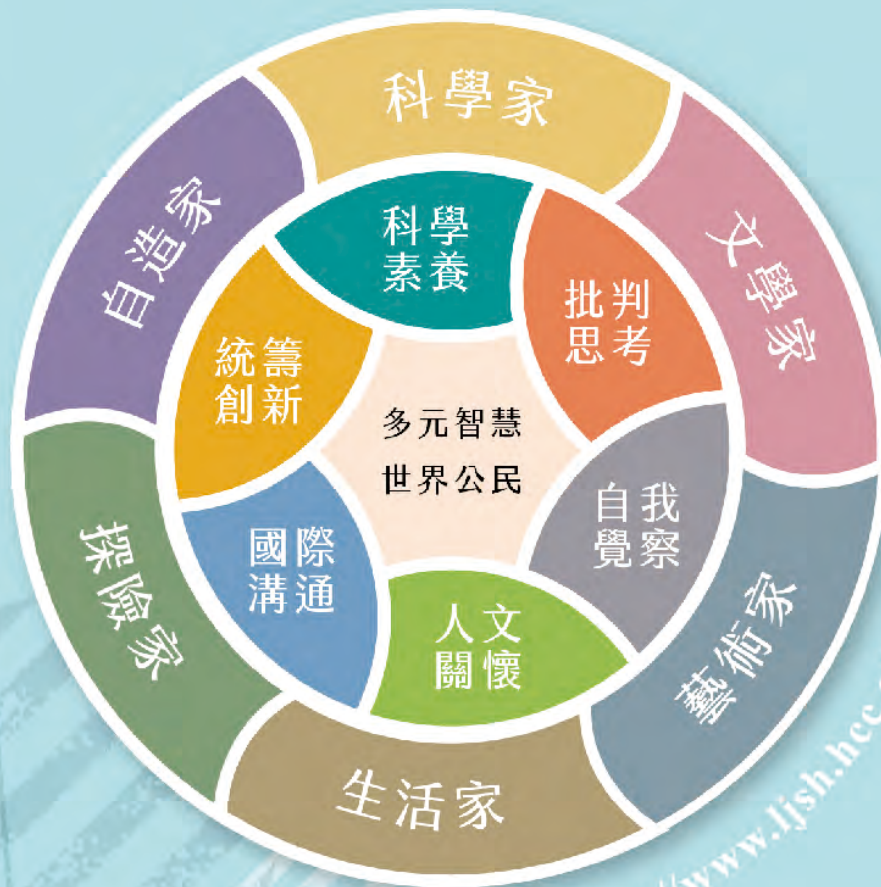 科學家
文學家
藝術家
生活家
探險家
自造家
科學
素養
批判
思考
自我
覺察
人文
關懷
國際
溝通
統籌
創新
多元智慧
世界公民
//www.ljsh.hcc.